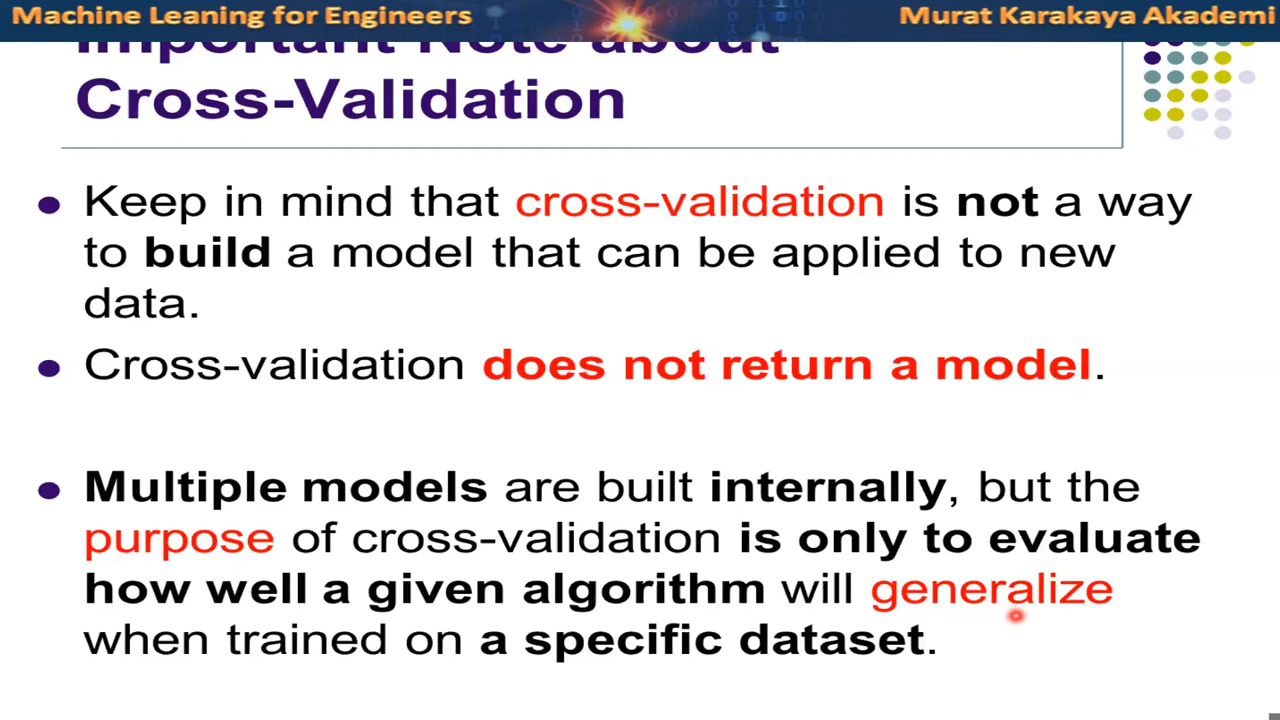 Machine Leaning for Engineers
Murat Karakaya Akademi
Important Note about
Cross-Validation
Keep in mind that cross-validation is not a way
to build a model that can be applied to new
data.
Cross-validation does not return a model.
Multiple models are built internally, but the
purpose of cross-validation is only to evaluate
how well a given algorithm will generalize
when trained on a specific dataset.